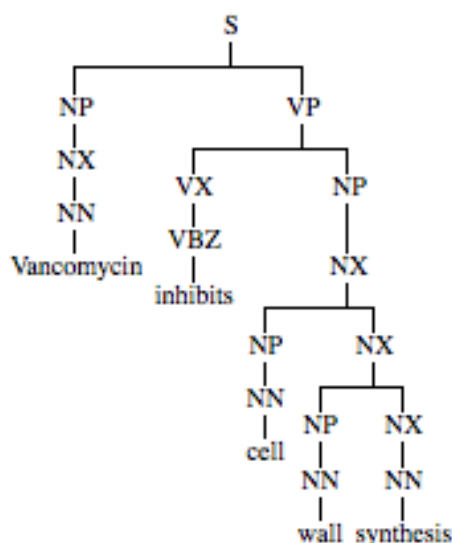 S
NP VP
NX VX NP
NN VBZ
Vancomycin inhibits NX
NP NX
NN NP NX
cell NN NN
wall synthesis